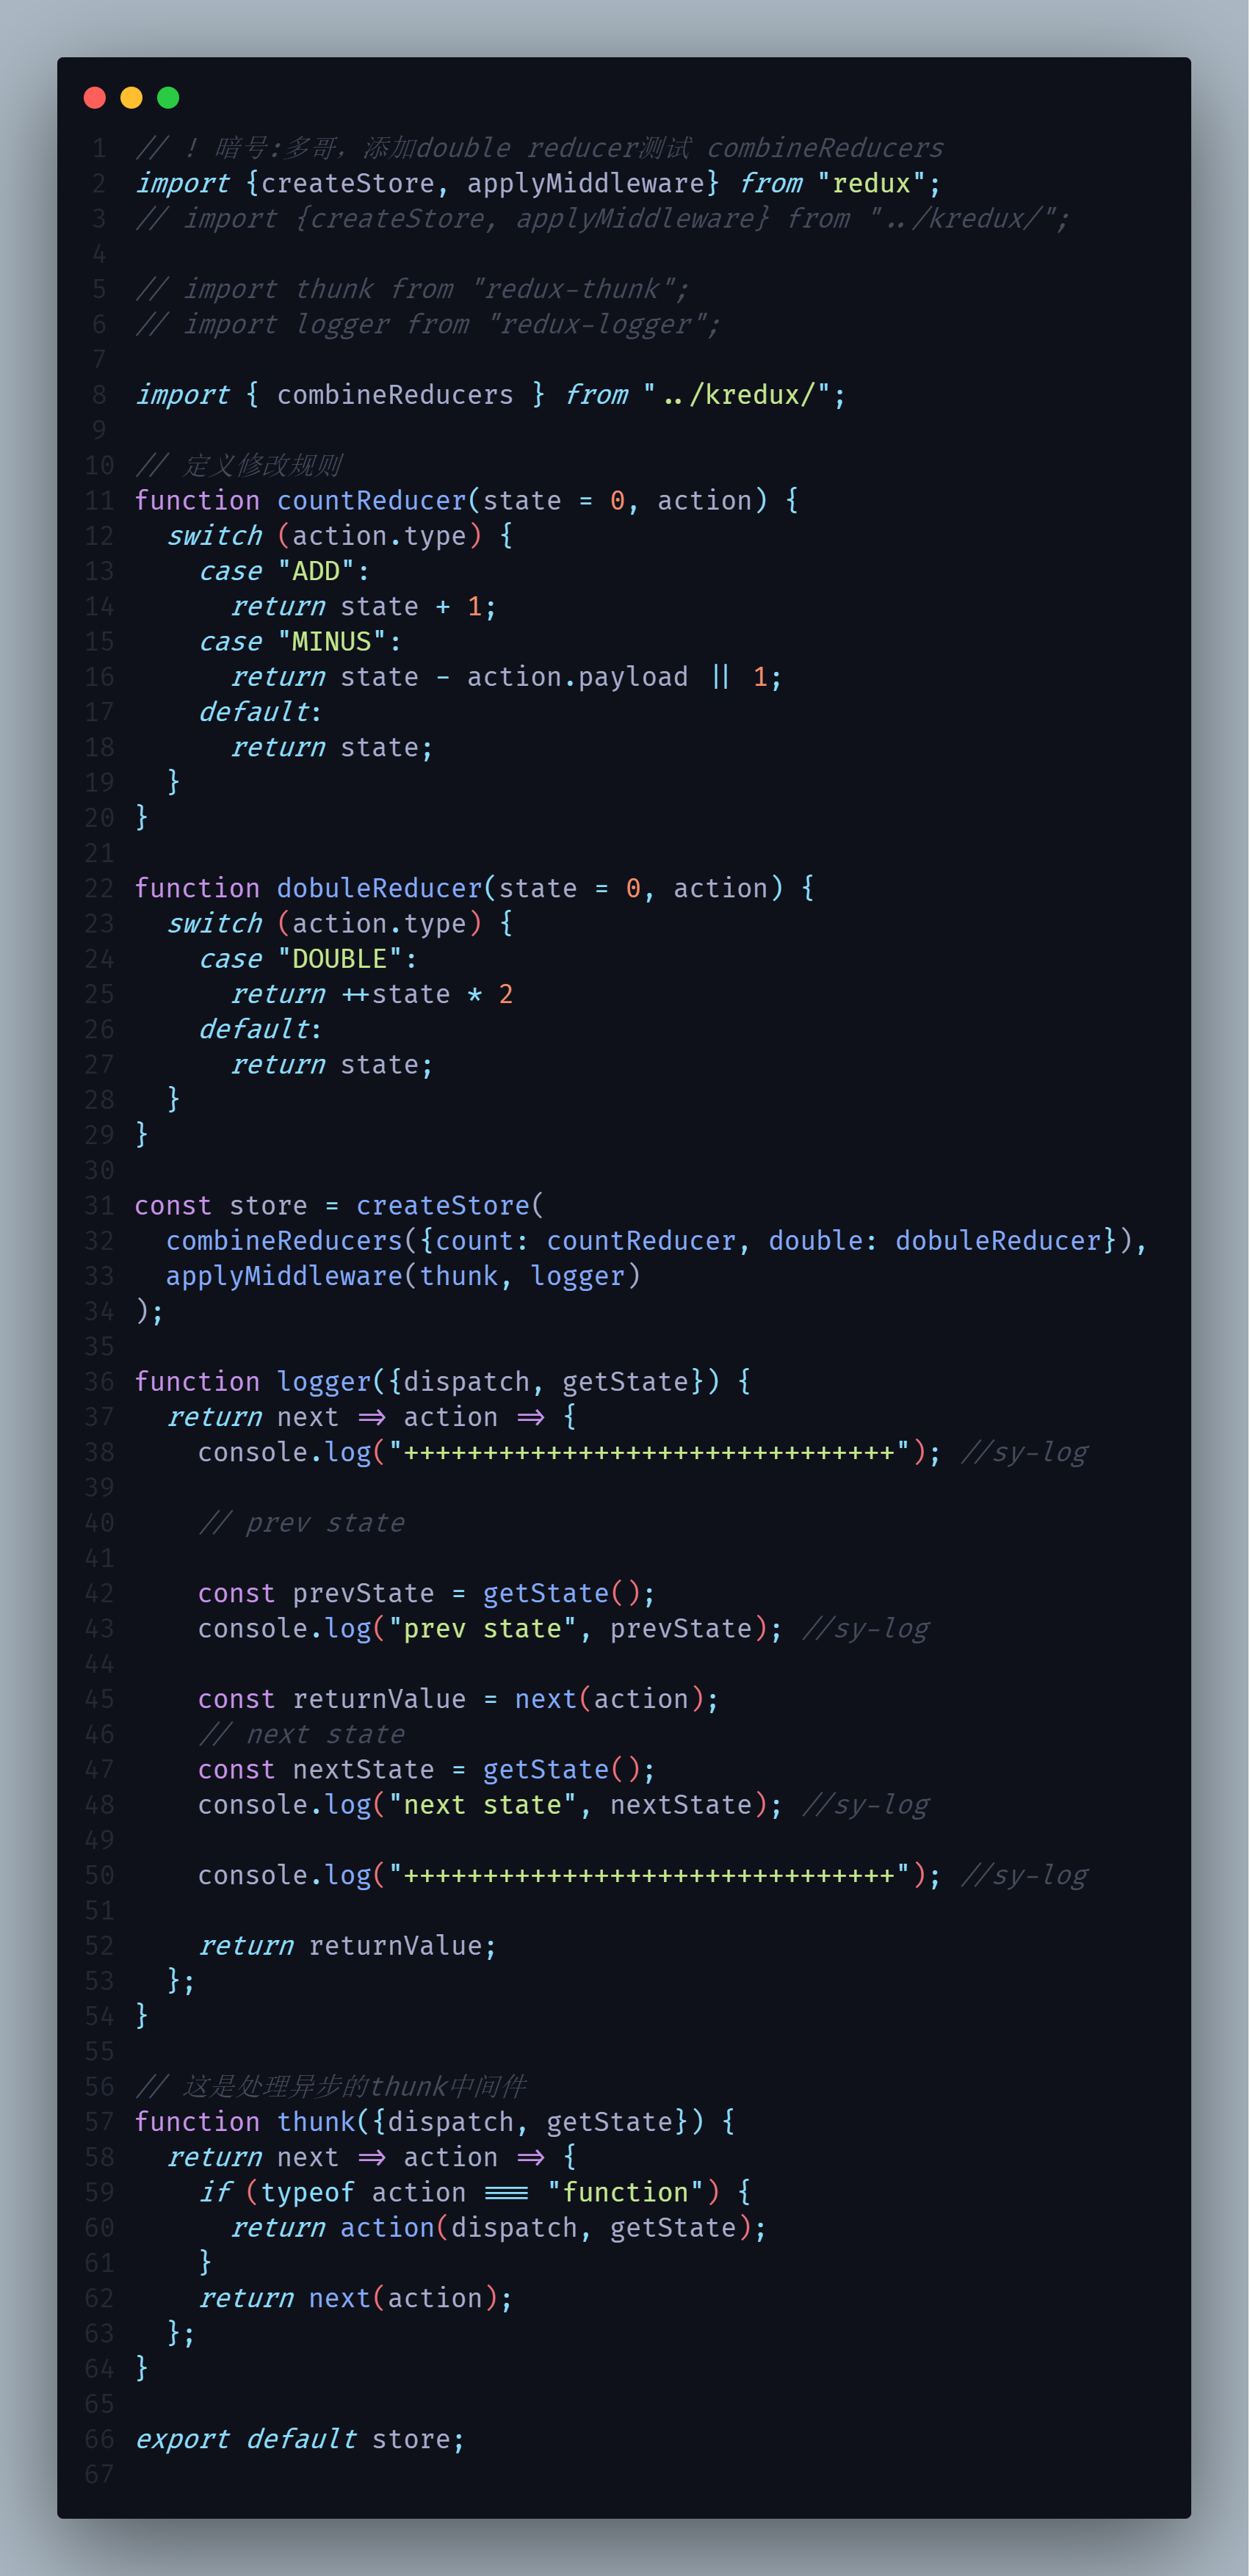 1 // ! 暗号:多哥，添加double reducer测试 combineReducers
2 import {createStore, applyMiddleware} from "redux";
3 // import {createStore, applyMiddleware} from "../kredux/";
4
5 // import thunk from "redux-thunk";
6 // import logger from "redux-logger";
7
8 import { combineReducers } from "../kredux/";
9
10 // 定义修改规则
11 function countReducer(state = 0, action) {
12   switch (action.type) {
13     case "ADD":
14       return state + 1;
15     case "MINUS":
16       return state - action.payload || 1;
17     default:
18       return state;
19   }
20 }
21
22 function dobuleReducer(state = 0, action) {
23   switch (action.type) {
24     case "DOUBLE":
25       return ++state * 2
26     default:
27       return state;
28   }
29 }
30
31 const store = createStore(
32   combineReducers({count: countReducer, double: dobuleReducer}),
33   applyMiddleware(thunk, logger)
34 );
35
36 function logger({dispatch, getState}) {
37   return next => action => {
38     console.log("+++++++++++++++++++++++++++++++"); //sy-log
39
40     // prev state
41
42     const prevState = getState();
43     console.log("prev state", prevState); //sy-log
44
45     const returnValue = next(action);
46     // next state
47     const nextState = getState();
48     console.log("next state", nextState); //sy-log
49
50     console.log("+++++++++++++++++++++++++++++++"); //sy-log
51
52     return returnValue;
53   };
54 }
55
56 // 这是处理异步的thunk中间件
57 function thunk({dispatch, getState}) {
58   return next => action => {
59     if (typeof action === "function") {
60       return action(dispatch, getState);
61     }
62     return next(action);
63   };
64 }
65
66 export default store;
67